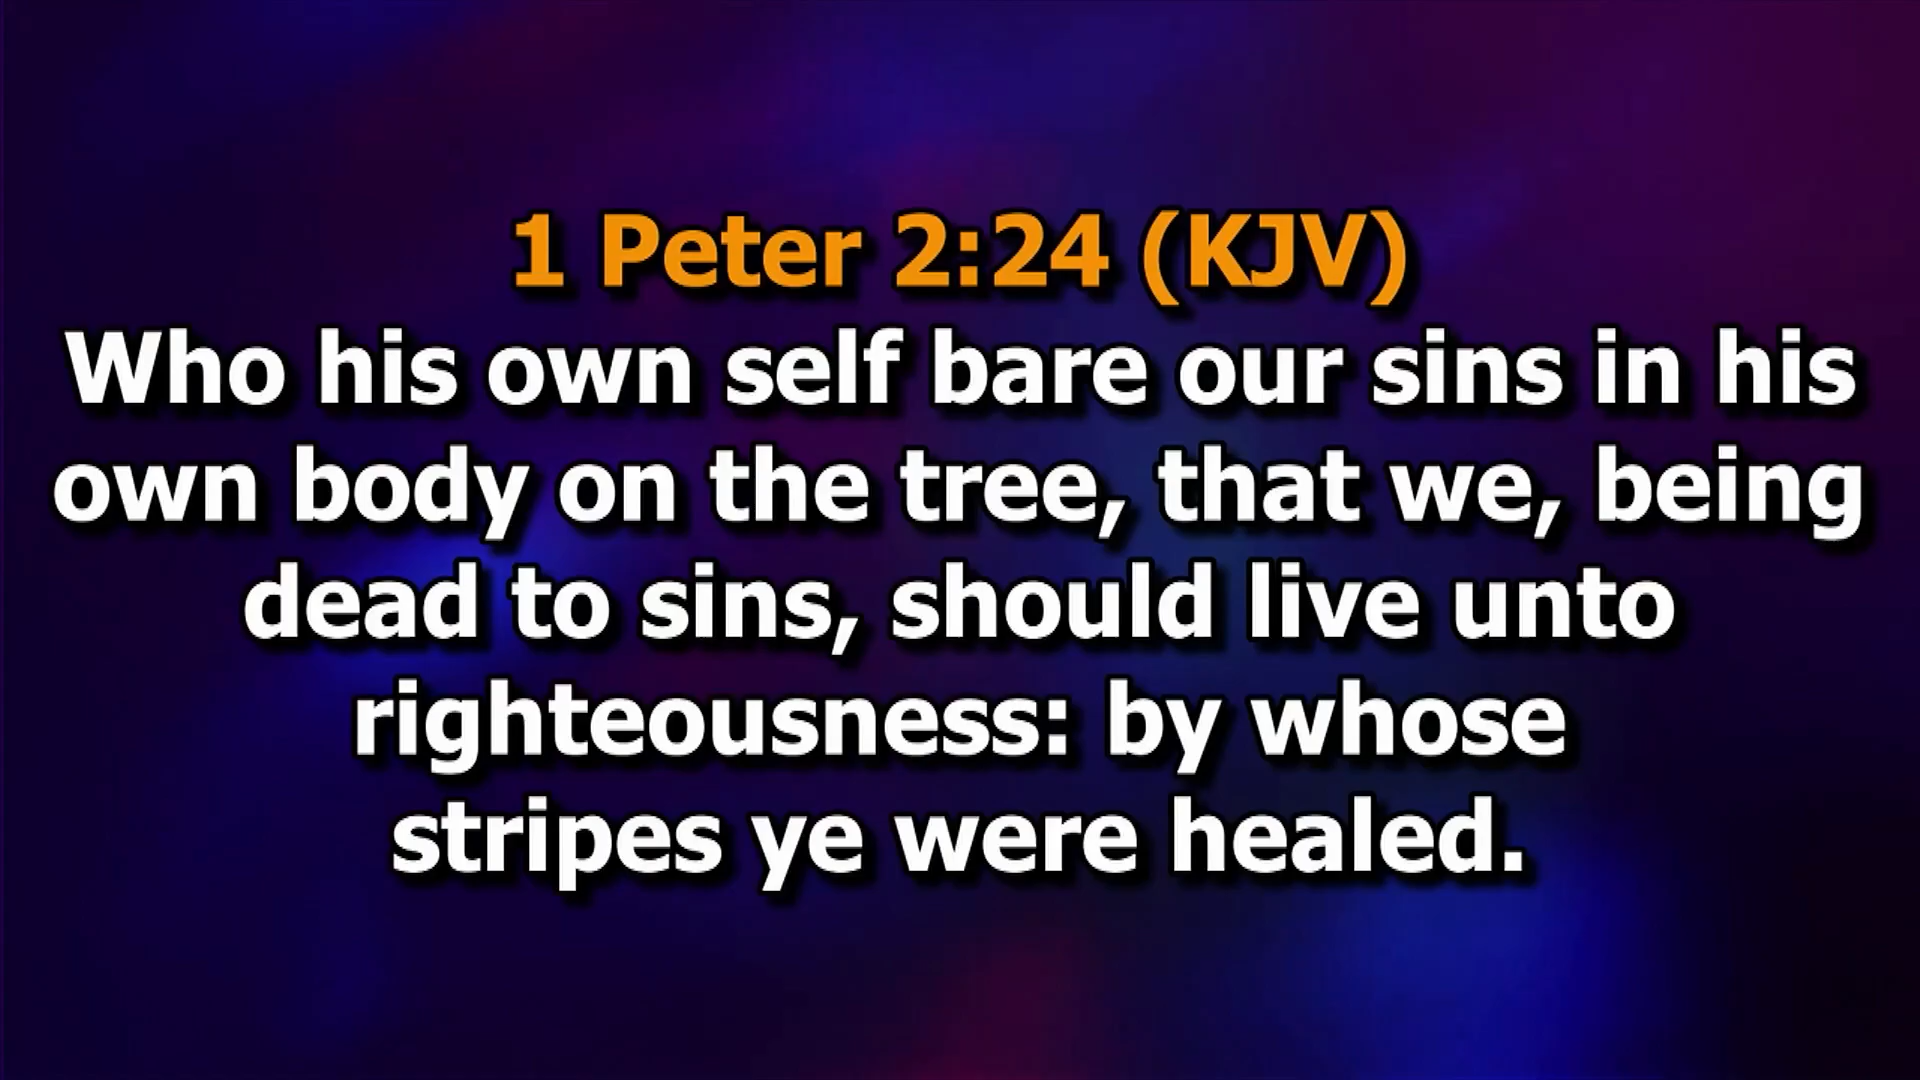 1 Peter 2:24 (KJV)
Who his own self bare our sins in his
own body on the tree, that we, being
dead to sins, should live unto
righteousness: by whose
stripes ye were healed.